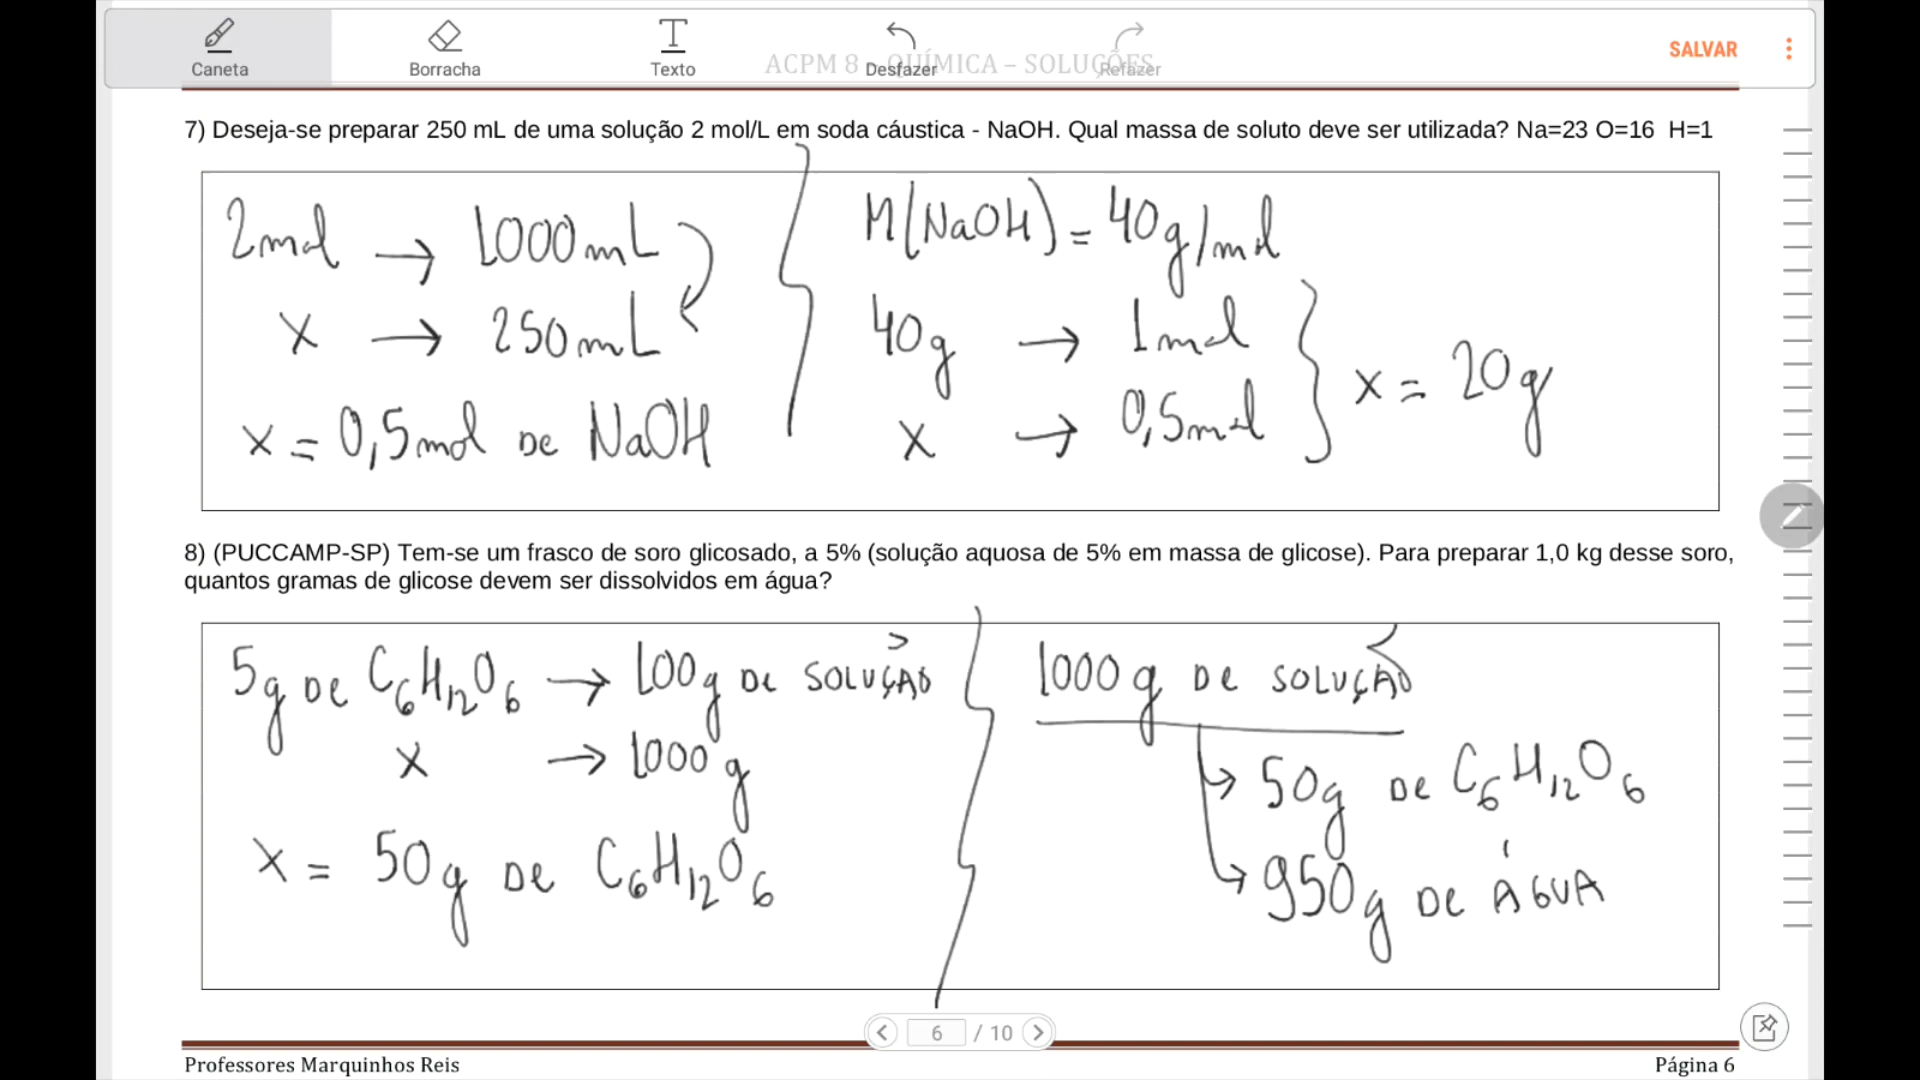 Caneta
Borracha
Texto
Desfazer
Refazer
SALVAR
ACPM 8 – QUÍMICA – SOLUÇÕES
7) Deseja-se preparar 250 mL de uma solução 2 mol/L em soda cáustica - NaOH. Qual massa de soluto deve ser utilizada? Na=23 O=16 H=1
2mol → 1000mL
x → 250mL
x = 0,5mol DE NaOH
M(NaOH) = 40g/mol
40g → 1mol
x → 0,5mol
x = 20g
8) (PUCCAMP-SP) Tem-se um frasco de soro glicosado, a 5% (solução aquosa de 5% em massa de glicose). Para preparar 1,0 kg desse soro,
quantos gramas de glicose devem ser dissolvidos em água?
5g DE C₆H₁₂O₆ → 100g DE SOLUÇÃO
x → 1000g
x = 50g DE C₆H₁₂O₆
1000g DE SOLUÇÃO
→ 50g DE C₆H₁₂O₆
→ 950g DE ÁGUA
6 / 10
Professores Marquinhos Reis
Página 6